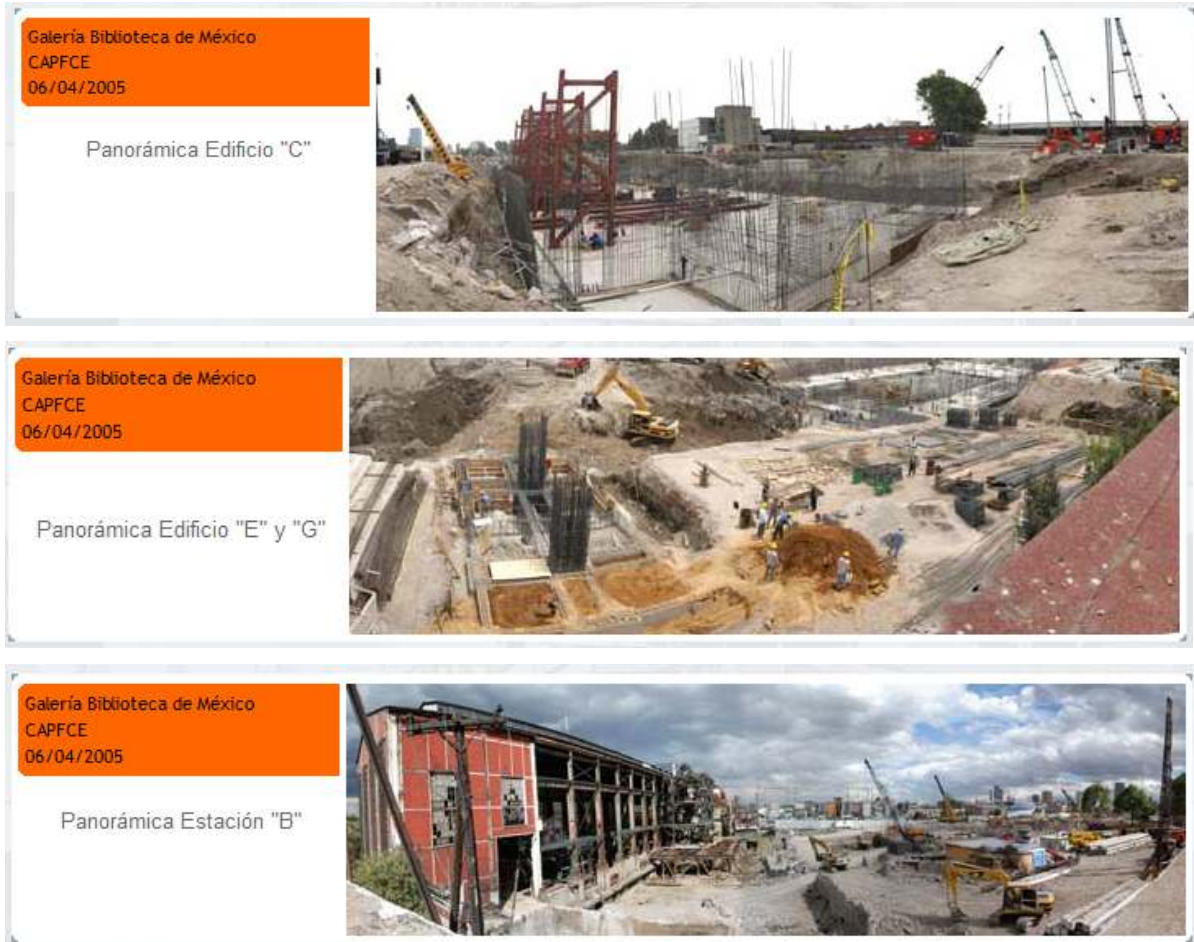 Galería Biblioteca de México
CAPFCE
06/04/2005
Panorámica Edificio "C"
Galería Biblioteca de México
CAPFCE
06/04/2005
Panorámica Edificio "E" y "G"
Galería Biblioteca de México
CAPFCE
06/04/2005
Panorámica Estación "B"